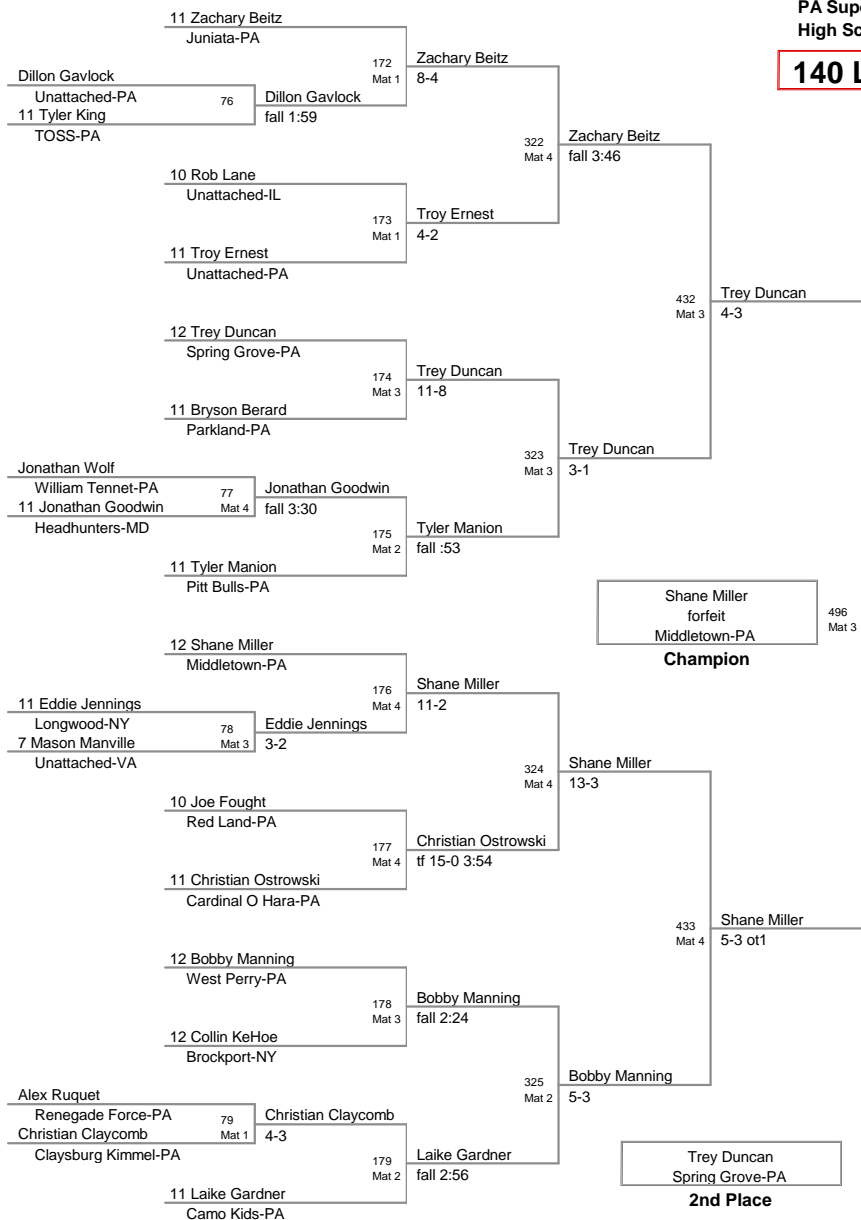 PA Supe
High Sc
140 L
11 Zachary Beitz
Juniata-PA
172
Mat 1
Zachary Beitz
8-4
Dillon Gavlock
Unattached-PA
76
Dillon Gavlock
fall 1:59
11 Tyler King
TOSS-PA
322
Mat 4
Zachary Beitz
fall 3:46
10 Rob Lane
Unattached-IL
173
Mat 1
Troy Ernest
4-2
11 Troy Ernest
Unattached-PA
432
Mat 3
Trey Duncan
4-3
12 Trey Duncan
Spring Grove-PA
174
Mat 3
Trey Duncan
11-8
11 Bryson Berard
Parkland-PA
323
Mat 3
Trey Duncan
3-1
Jonathan Wolf
William Tennet-PA
77
Mat 4
Jonathan Goodwin
fall 3:30
11 Jonathan Goodwin
Headhunters-MD
175
Mat 2
Tyler Manion
fall :53
11 Tyler Manion
Pitt Bulls-PA
Shane Miller
forfeit
Middletown-PA
496
Mat 3
Champion
12 Shane Miller
Middletown-PA
176
Mat 4
Shane Miller
11-2
11 Eddie Jennings
Longwood-NY
78
Mat 3
Eddie Jennings
3-2
7 Mason Manville
Unattached-VA
324
Mat 4
Shane Miller
13-3
10 Joe Fought
Red Land-PA
177
Mat 4
Christian Ostrowski
tf 15-0 3:54
11 Christian Ostrowski
Cardinal O Hara-PA
433
Mat 4
Shane Miller
5-3 ot1
12 Bobby Manning
West Perry-PA
178
Mat 3
Bobby Manning
fall 2:24
12 Collin KeHoe
Brockport-NY
325
Mat 2
Bobby Manning
5-3
Alex Ruquet
Renegade Force-PA
79
Mat 1
Christian Claycomb
4-3
Christian Claycomb
Claysburg Kimmel-PA
179
Mat 2
Laike Gardner
fall 2:56
11 Laike Gardner
Camo Kids-PA
Trey Duncan
Spring Grove-PA
2nd Place